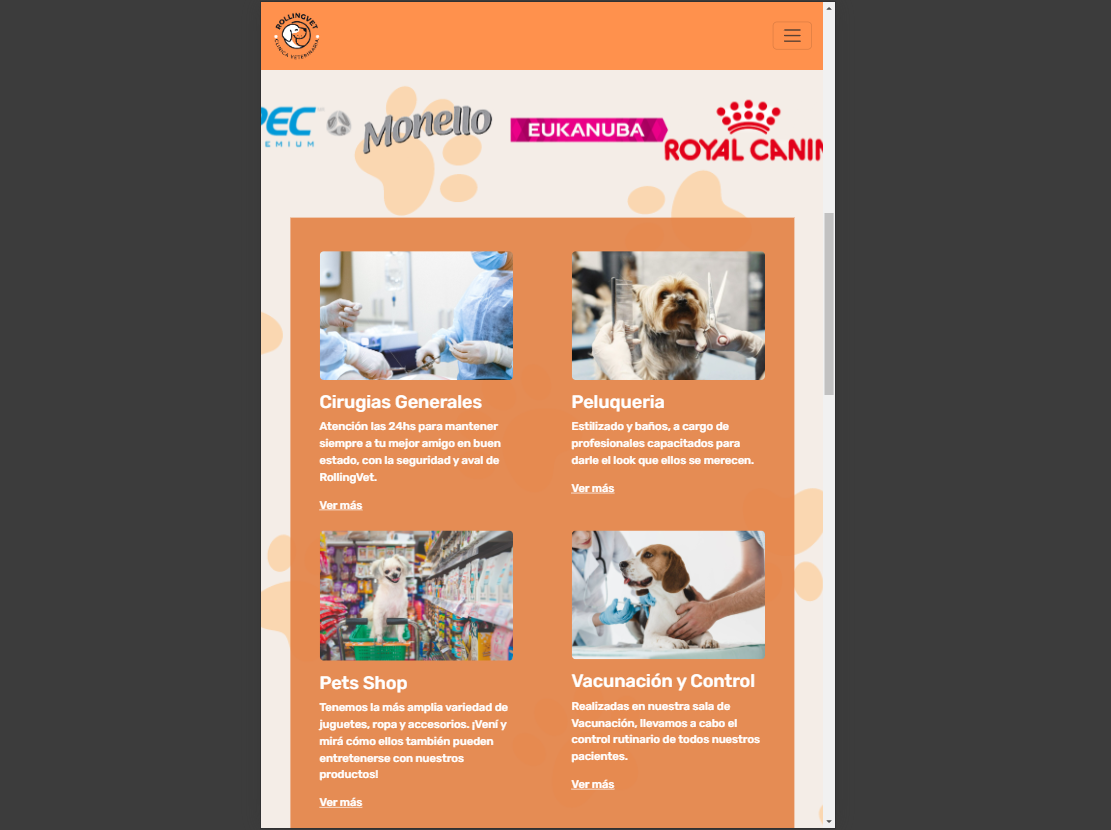 ROLLINGVET
CLINICA VETERINARIA
PEC
EMIUM
Monello
EUKANUBA
ROYAL CANIN
Cirugias Generales
Atención las 24hs para mantener
siempre a tu mejor amigo en buen
estado, con la seguridad y aval de
RollingVet.
Ver más
Peluqueria
Estilizado y baños, a cargo de
profesionales capacitados para
darle el look que ellos se merecen.
Ver más
Pets Shop
Tenemos la más amplia variedad de
juguetes, ropa y accesorios. ¡Vení y
mirá cómo ellos también pueden
entretenerse con nuestros
productos!
Ver más
Vacunación y Control
Realizadas en nuestra sala de
Vacunación, llevamos a cabo el
control rutinario de todos nuestros
pacientes.
Ver más